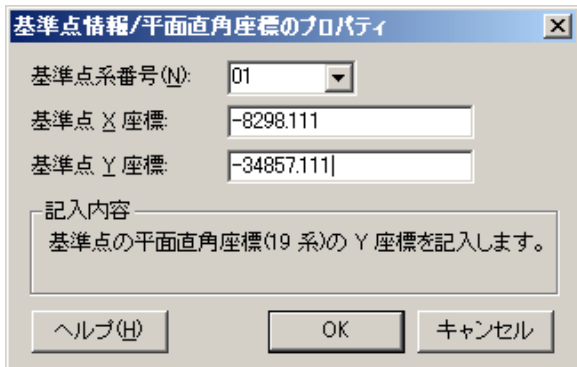 基準点情報/平面直角座標のプロパティ
基準点系番号(N): 01
基準点 X 座標: -8298.111
基準点 Y 座標: -34857.111
記入内容
基準点の平面直角座標(19 系)の Y 座標を記入します。
ヘルプ(H) OK キャンセル